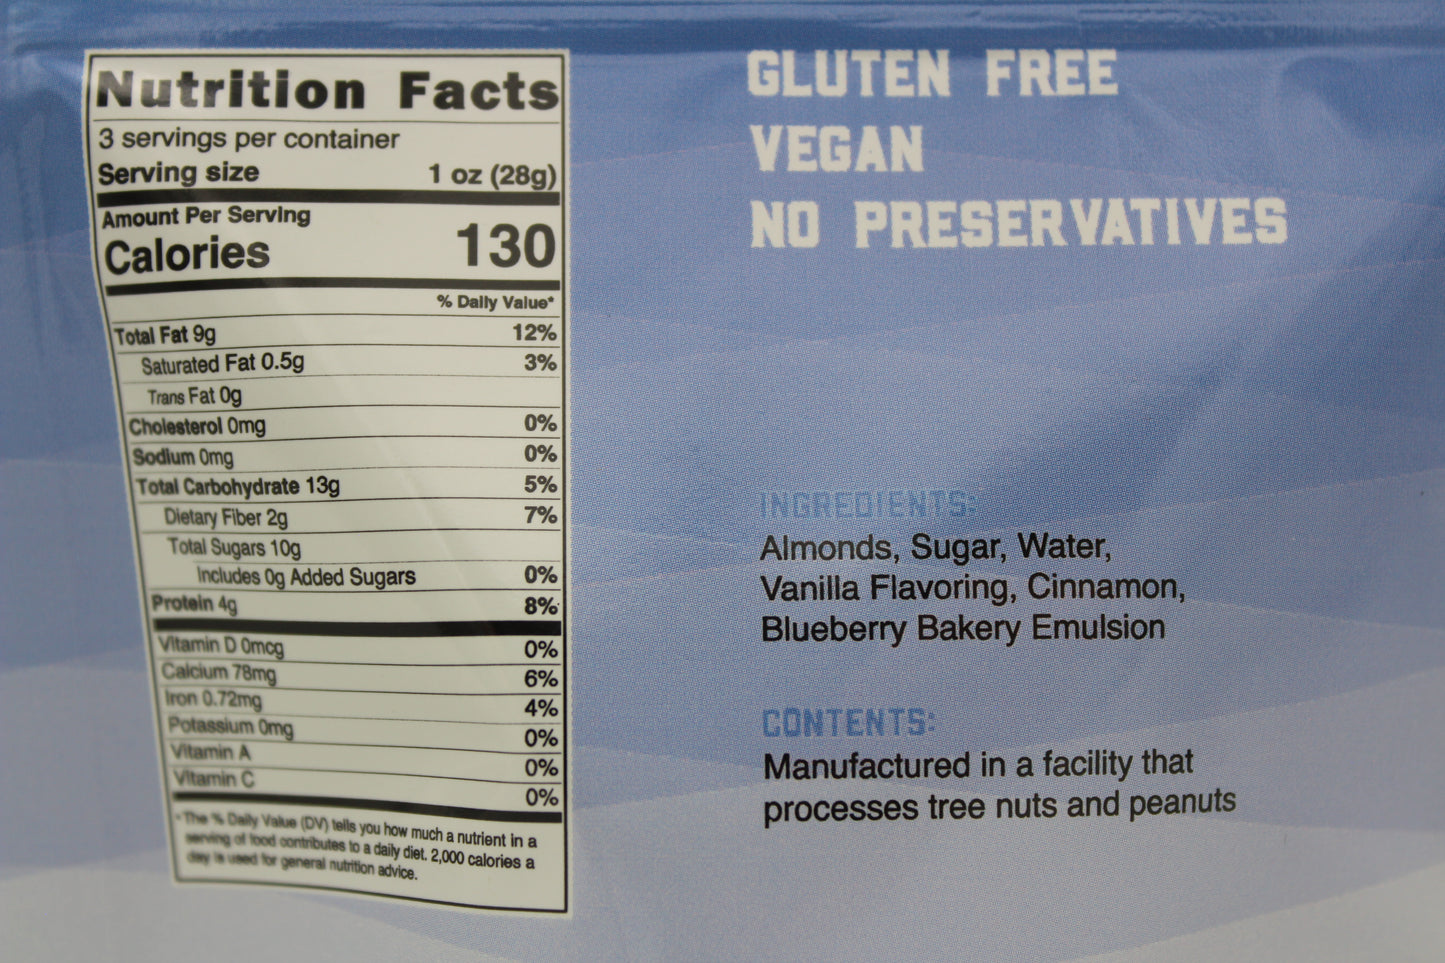 Nutrition Facts
3 servings per container
Serving size 1 oz (28g)
Amount Per Serving
Calories 130
% Daily Value*
Total Fat 9g 12%
Saturated Fat 0.5g 3%
Trans Fat 0g
Cholesterol 0mg 0%
Sodium 0mg 0%
Total Carbohydrate 13g 5%
Dietary Fiber 2g 7%
Total Sugars 10g
Includes 0g Added Sugars 0%
Protein 4g 8%
Vitamin D 0mcg 0%
Calcium 78mg 6%
Iron 0.72mg 4%
Potassium 0mg 0%
Vitamin A 0%
Vitamin C 0%
*The % Daily Value (DV) tells you how much a nutrient in a
serving of food contributes to a daily diet. 2,000 calories a
day is used for general nutrition advice.
GLUTEN FREE
VEGAN
NO PRESERVATIVES
INGREDIENTS:
Almonds, Sugar, Water,
Vanilla Flavoring, Cinnamon,
Blueberry Bakery Emulsion
CONTENTS:
Manufactured in a facility that
processes tree nuts and peanuts